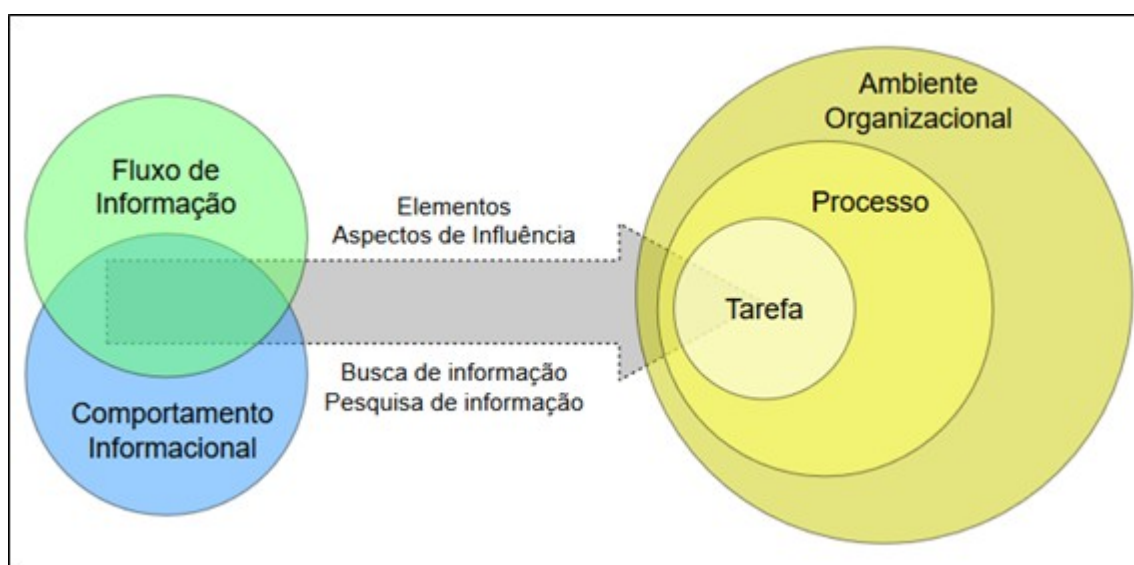 Fluxo de
Informação
Comportamento
Informacional
Elementos
Aspectos de Influência
Busca de informação
Pesquisa de informação
Ambiente
Organizacional
Processo
Tarefa